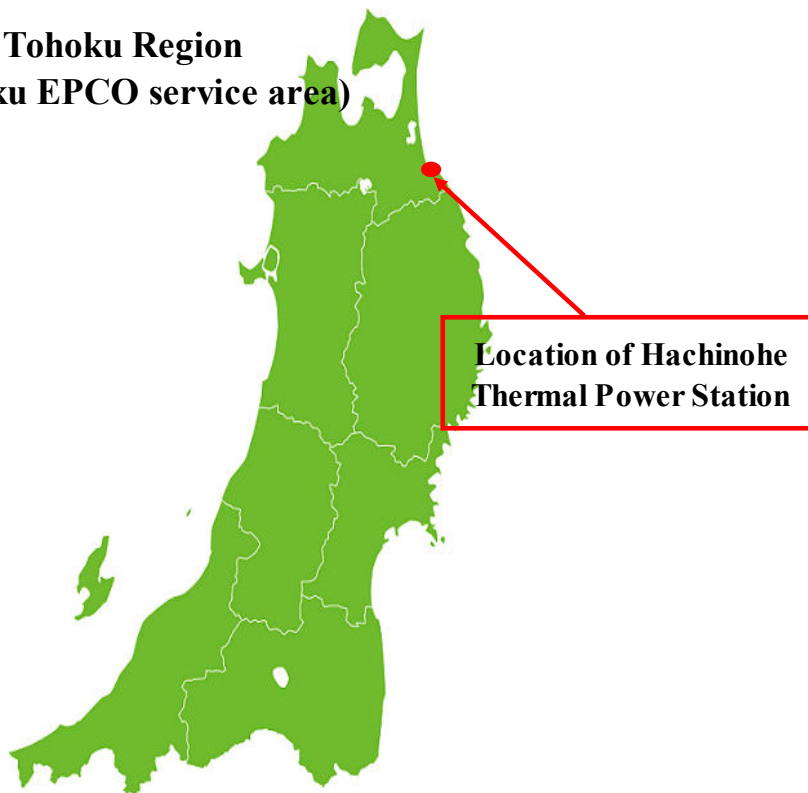 Tohoku Region
ku EPCO service area)
Location of Hachinohe
Thermal Power Station